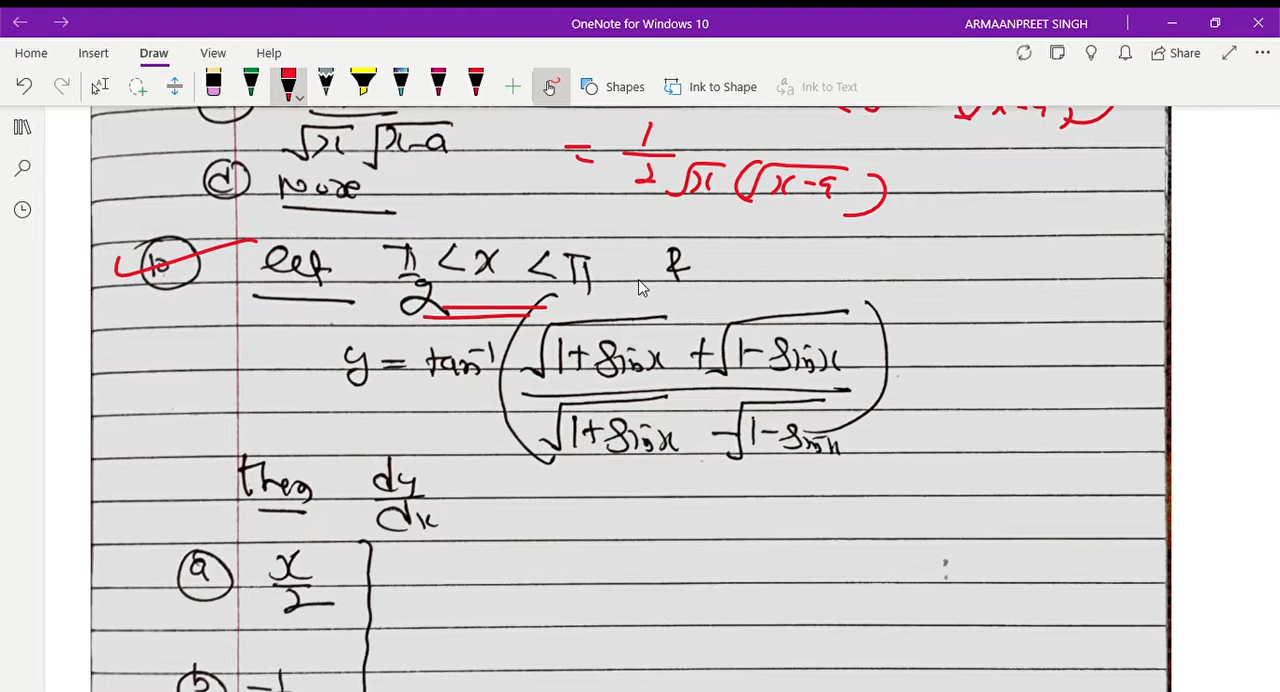 OneNote for Windows 10
ARMAANPREET SINGH
Home Insert Draw View Help
Share
Shapes
Ink to Shape
Ink to Text
√x √x-a
= 1/2 √x (√x-a)
(d) None
let π/2 < x < π &
y = tan⁻¹ ( (√1+sinx + √1-sinx) / (√1+sinx - √1-sinx) )
then dy/dx
(a) x/2